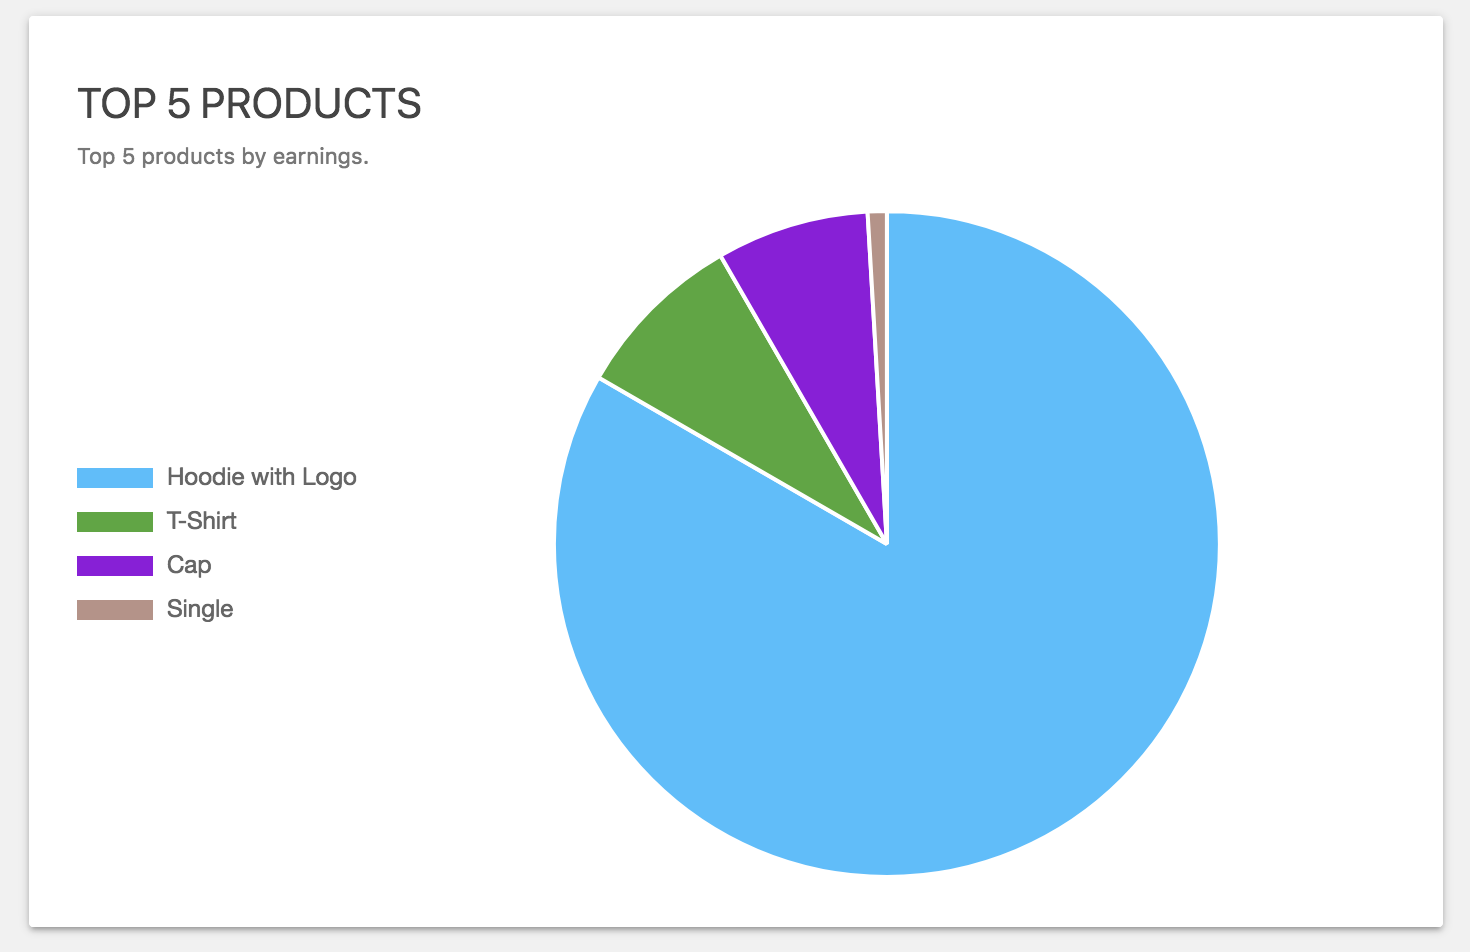 TOP 5 PRODUCTS
Top 5 products by earnings.
Hoodie with Logo
T-Shirt
Cap
Single